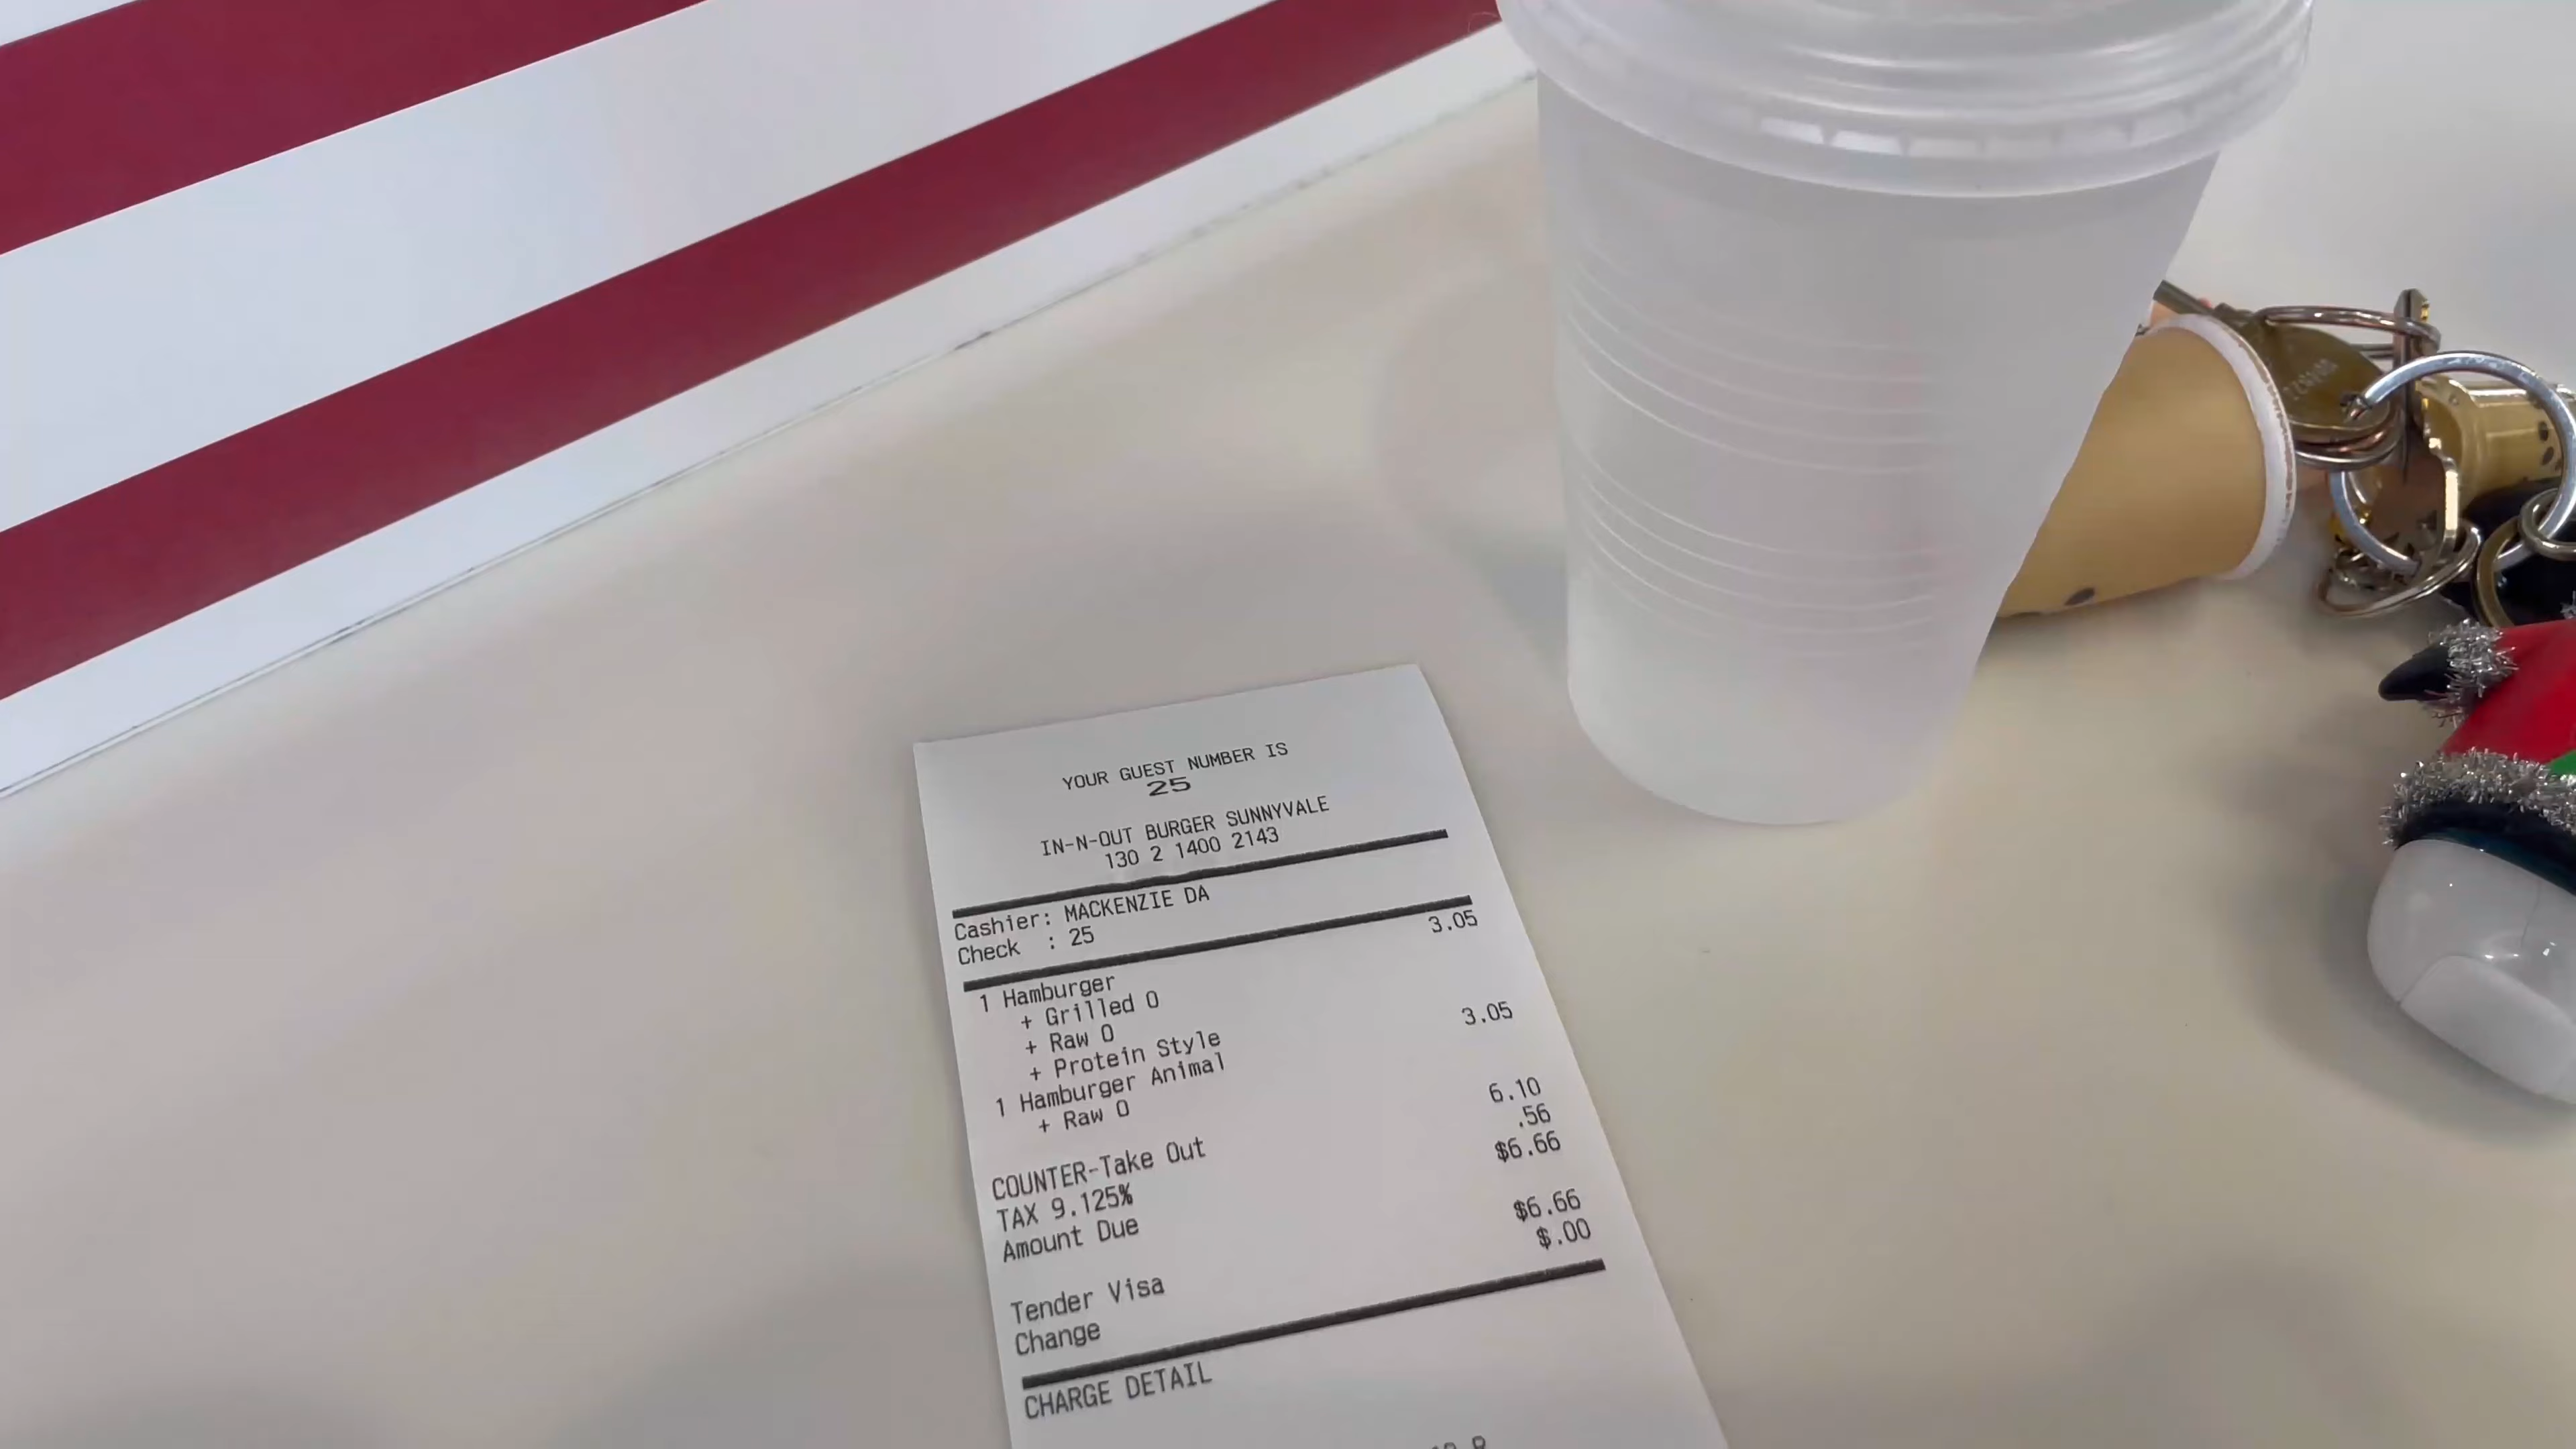 YOUR GUEST NUMBER IS
25
IN-N-OUT BURGER SUNNYVALE
130 2 1400 2143
Cashier: MACKENZIE DA
Check : 25
1 Hamburger 3.05
+ Grilled O
+ Raw O
+ Protein Style
1 Hamburger Animal 3.05
+ Raw O
COUNTER-Take Out 6.10
TAX 9.125% .56
Amount Due $6.66
Tender Visa $6.66
Change $.00
CHARGE DETAIL